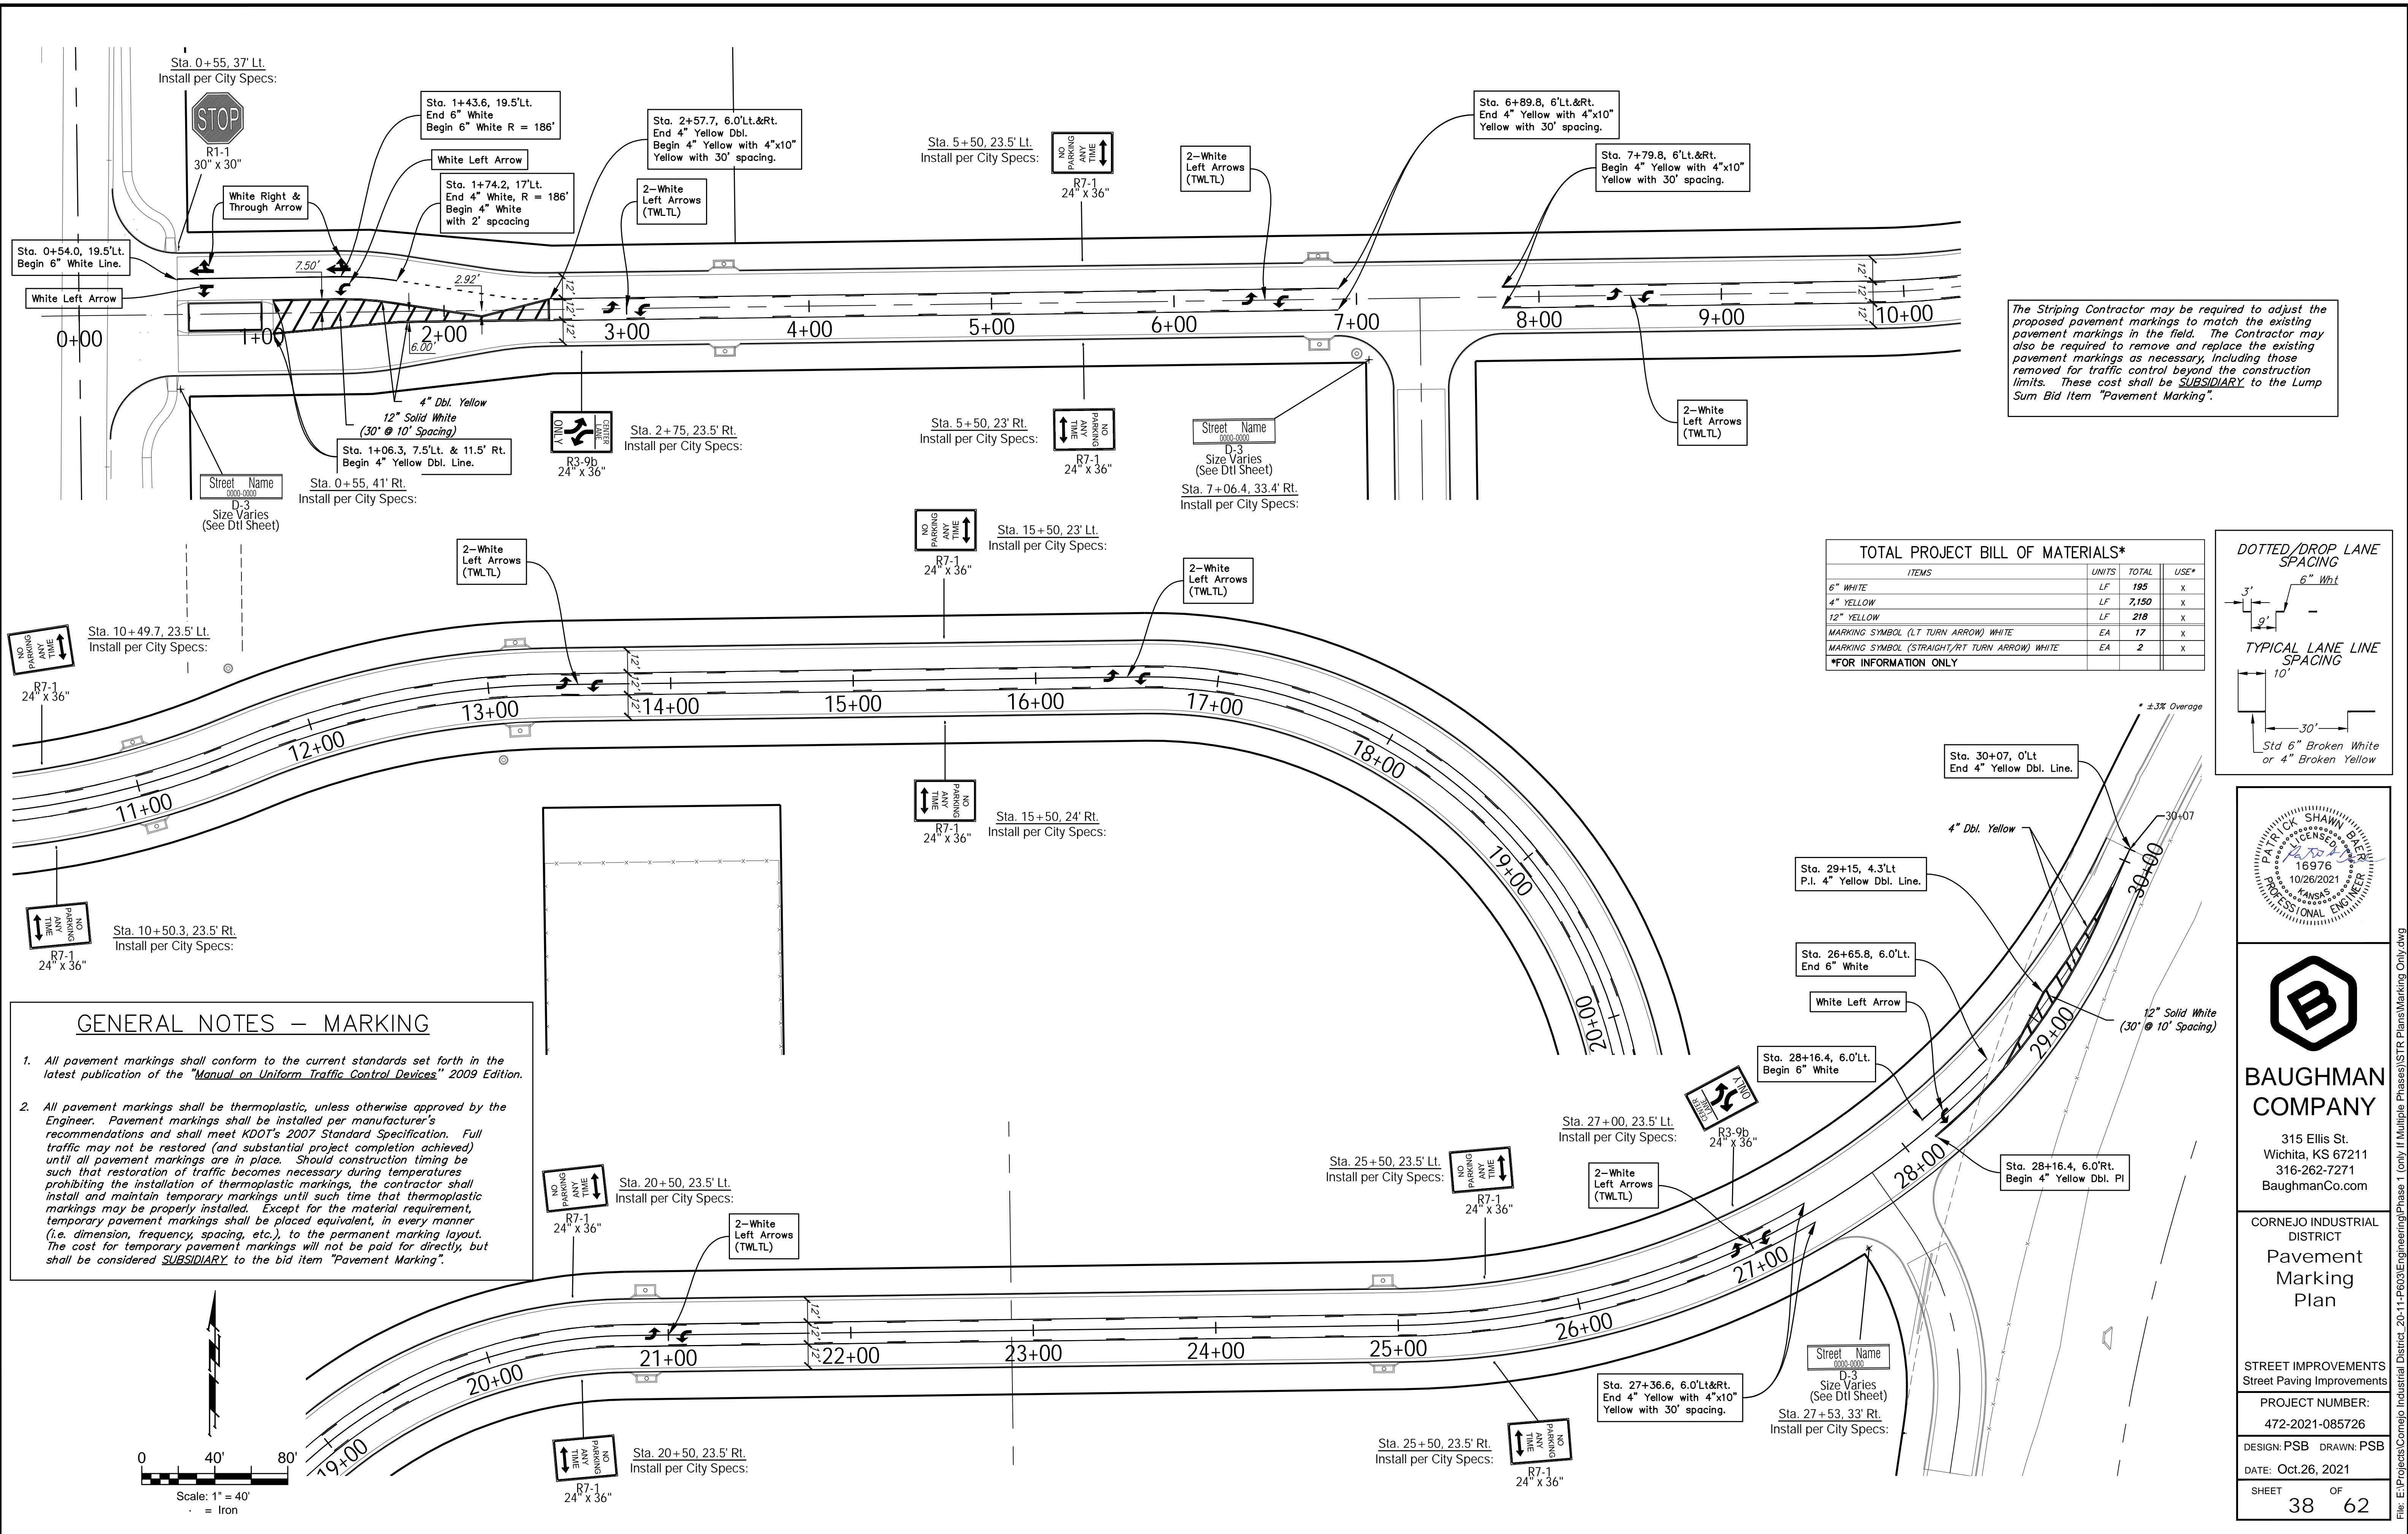 Sta. 0+55, 37' Lt.
Install per City Specs:
STOP
R1-1
30" x 30"
White Right &
Through Arrow
Sta. 0+54.0, 19.5'Lt.
Begin 6" White Line.
White Left Arrow
Sta. 1+43.6, 19.5'Lt.
End 6" White
Begin 6" White R = 186'
White Left Arrow
Sta. 1+74.2, 17'Lt.
End 4" White, R = 186'
Begin 4" White
with 2' spcacing
Sta. 2+57.7, 6.0'Lt.&Rt.
End 4" Yellow Dbl.
Begin 4" Yellow with 4"x10"
Yellow with 30' spacing.
2-White
Left Arrows
(TWLTL)
Sta. 5+50, 23.5' Lt.
Install per City Specs:
NO
PARKING
ANY
TIME
R7-1
24" x 36"
2-White
Left Arrows
(TWLTL)
Sta. 6+89.8, 6'Lt.&Rt.
End 4" Yellow with 4"x10"
Yellow with 30' spacing.
Sta. 7+79.8, 6'Lt.&Rt.
Begin 4" Yellow with 4"x10"
Yellow with 30' spacing.
7.50'
2.92'
6.00'
12'
12'
12'
12'
12'
12'
0+00
1+00
2+00
3+00
4+00
5+00
6+00
7+00
8+00
9+00
10+00
4" Dbl. Yellow
12" Solid White
(30° @ 10' Spacing)
Sta. 1+06.3, 7.5'Lt. & 11.5' Rt.
Begin 4" Yellow Dbl. Line.
Street Name
0000-0000
D-3
Size Varies
(See Dtl Sheet)
Sta. 0+55, 41' Rt.
Install per City Specs:
CENTER
LANE
ONLY
R3-9b
24" x 36"
Sta. 2+75, 23.5' Rt.
Install per City Specs:
Sta. 5+50, 23' Rt.
Install per City Specs:
NO
PARKING
ANY
TIME
R7-1
24" x 36"
Street Name
0000-0000
D-3
Size Varies
(See Dtl Sheet)
Sta. 7+06.4, 33.4' Rt.
Install per City Specs:
2-White
Left Arrows
(TWLTL)
The Striping Contractor may be required to adjust the
proposed pavement markings to match the existing
pavement markings in the field. The Contractor may
also be required to remove and replace the existing
pavement markings as necessary, Including those
removed for traffic control beyond the construction
limits. These cost shall be SUBSIDIARY to the Lump
Sum Bid Item "Pavement Marking".
NO
PARKING
ANY
TIME
R7-1
24" x 36"
Sta. 10+49.7, 23.5' Lt.
Install per City Specs:
2-White
Left Arrows
(TWLTL)
NO
PARKING
ANY
TIME
R7-1
24" x 36"
Sta. 15+50, 23' Lt.
Install per City Specs:
2-White
Left Arrows
(TWLTL)
12'
12'
12'
11+00
12+00
13+00
14+00
15+00
16+00
17+00
18+00
19+00
20+00
NO
PARKING
ANY
TIME
R7-1
24" x 36"
Sta. 10+50.3, 23.5' Rt.
Install per City Specs:
NO
PARKING
ANY
TIME
R7-1
24" x 36"
Sta. 15+50, 24' Rt.
Install per City Specs:
TOTAL PROJECT BILL OF MATERIALS*
ITEMS UNITS TOTAL USE*
6" WHITE LF 195 X
4" YELLOW LF 7,150 X
12" YELLOW LF 218 X
MARKING SYMBOL (LT TURN ARROW) WHITE EA 17 X
MARKING SYMBOL (STRAIGHT/RT TURN ARROW) WHITE EA 2 X
*FOR INFORMATION ONLY
* ±3% Overage
DOTTED/DROP LANE
SPACING
6" Wht
3'
9'
TYPICAL LANE LINE
SPACING
10'
30'
Std 6" Broken White
or 4" Broken Yellow
GENERAL NOTES – MARKING
1. All pavement markings shall conform to the current standards set forth in the
latest publication of the "Manual on Uniform Traffic Control Devices" 2009 Edition.
2. All pavement markings shall be thermoplastic, unless otherwise approved by the
Engineer. Pavement markings shall be installed per manufacturer's
recommendations and shall meet KDOT's 2007 Standard Specification. Full
traffic may not be restored (and substantial project completion achieved)
until all pavement markings are in place. Should construction timing be
such that restoration of traffic becomes necessary during temperatures
prohibiting the installation of thermoplastic markings, the contractor shall
install and maintain temporary markings until such time that thermoplastic
markings may be properly installed. Except for the material requirement,
temporary pavement markings shall be placed equivalent, in every manner
(i.e. dimension, frequency, spacing, etc.), to the permanent marking layout.
The cost for temporary pavement markings will not be paid for directly, but
shall be considered SUBSIDIARY to the bid item "Pavement Marking".
0 40' 80'
Scale: 1" = 40'
= Iron
NO
PARKING
ANY
TIME
R7-1
24" x 36"
Sta. 20+50, 23.5' Lt.
Install per City Specs:
2-White
Left Arrows
(TWLTL)
12'
12'
12'
19+00
20+00
21+00
22+00
23+00
24+00
25+00
26+00
27+00
28+00
29+00
30+00
30+07
NO
PARKING
ANY
TIME
R7-1
24" x 36"
Sta. 20+50, 23.5' Rt.
Install per City Specs:
Sta. 25+50, 23.5' Lt.
Install per City Specs:
NO
PARKING
ANY
TIME
R7-1
24" x 36"
Sta. 25+50, 23.5' Rt.
Install per City Specs:
NO
PARKING
ANY
TIME
R7-1
24" x 36"
Sta. 27+00, 23.5' Lt.
Install per City Specs:
CENTER
LANE
ONLY
R3-9b
24" x 36"
2-White
Left Arrows
(TWLTL)
Sta. 27+36.6, 6.0'Lt&Rt.
End 4" Yellow with 4"x10"
Yellow with 30' spacing.
Street Name
0000-0000
D-3
Size Varies
(See Dtl Sheet)
Sta. 27+53, 33' Rt.
Install per City Specs:
Sta. 30+07, 0'Lt
End 4" Yellow Dbl. Line.
4" Dbl. Yellow
Sta. 29+15, 4.3'Lt
P.I. 4" Yellow Dbl. Line.
Sta. 26+65.8, 6.0'Lt.
End 6" White
White Left Arrow
Sta. 28+16.4, 6.0'Lt.
Begin 6" White
12" Solid White
(30° @ 10' Spacing)
Sta. 28+16.4, 6.0'Rt.
Begin 4" Yellow Dbl. PI
PATRICK SHAWN BAER
LICENSED
16976
10/26/2021
KANSAS
PROFESSIONAL ENGINEER
B
BAUGHMAN
COMPANY
315 Ellis St.
Wichita, KS 67211
316-262-7271
BaughmanCo.com
CORNEJO INDUSTRIAL
DISTRICT
Pavement
Marking
Plan
STREET IMPROVEMENTS
Street Paving Improvements
PROJECT NUMBER:
472-2021-085726
DESIGN: PSB DRAWN: PSB
DATE: Oct.26, 2021
SHEET OF
38 62
File: E:\Projects\Cornejo Industrial District_20-11-P603\Engineering\Phase 1 (only If Multiple Phases)\STR Plans\Marking Only.dwg